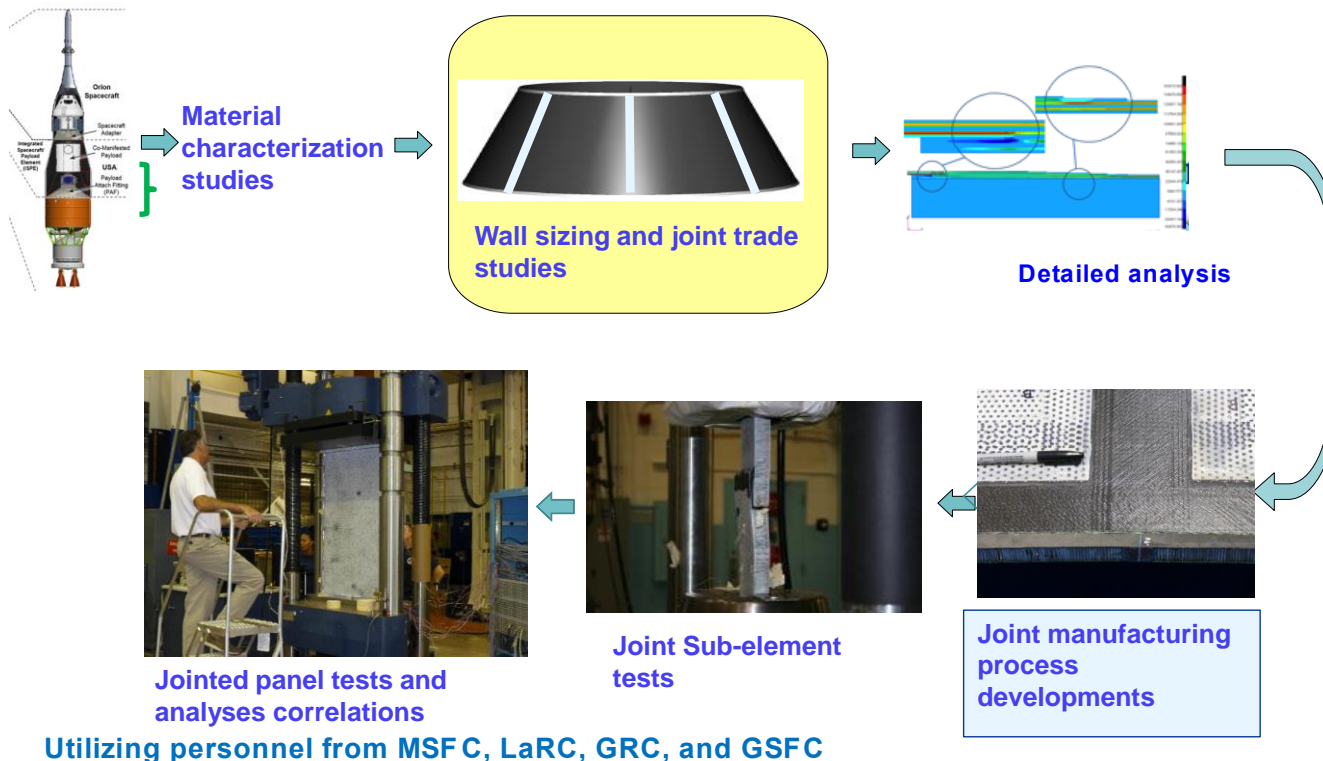 Orion
Spacecraft
Spacecraft
Adapter
Integrated
Spacecraft/
Payload
Element
(ISPE)
Co-Manifested
Payload
USA
Payload
Attach Fitting
(PAF)
Material
characterization
studies
Wall sizing and joint trade
studies
Detailed analysis
Jointed panel tests and
analyses correlations
Joint Sub-element
tests
Joint manufacturing
process
developments
Utilizing personnel from MSFC, LaRC, GRC, and GSFC